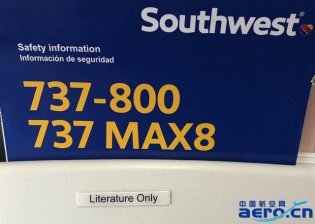 Southwest
Safety information
Información de seguridad
737-800
737 MAX8
Literature Only
中国航空网
aero.cn